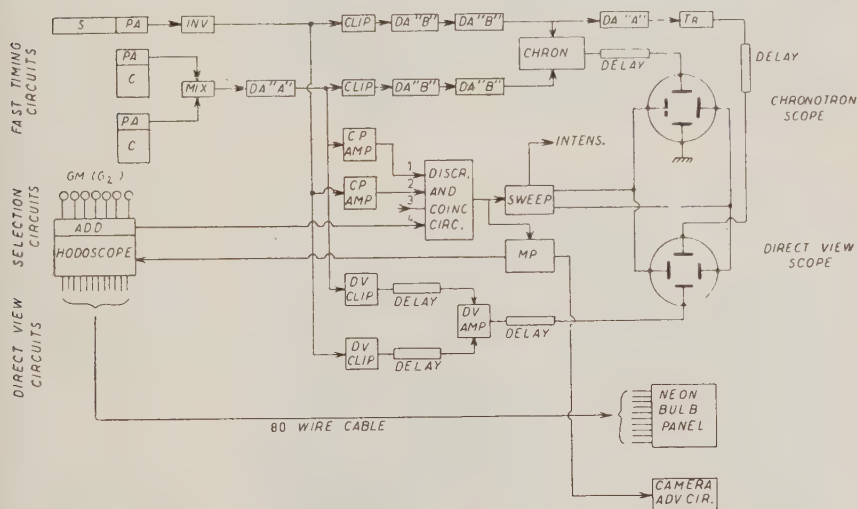 FAST TIMING
CIRCUITS
SELECTION
CIRCUITS
DIRECT VIEW
CIRCUITS
S
PA
INV
CLIP
DA"B"
DA"B"
DA"A"
TR
DELAY
PA
C
MIX
DA"A"
PA
C
CLIP
DA"B"
DA"B"
CHRON
DELAY
CHRONOTRON
SCOPE
GM (G2)
ADD
HODOSCOPE
CP
AMP
CP
AMP
1
2
3
4
DISCR.
AND
COINC
CIRC.
INTENS.
SWEEP
MP
DIRECT VIEW
SCOPE
DV
CLIP
DELAY
DV
AMP
DELAY
DV
CLIP
DELAY
80 WIRE CABLE
NEON
BULB
PANEL
CAMERA
ADV CIR.